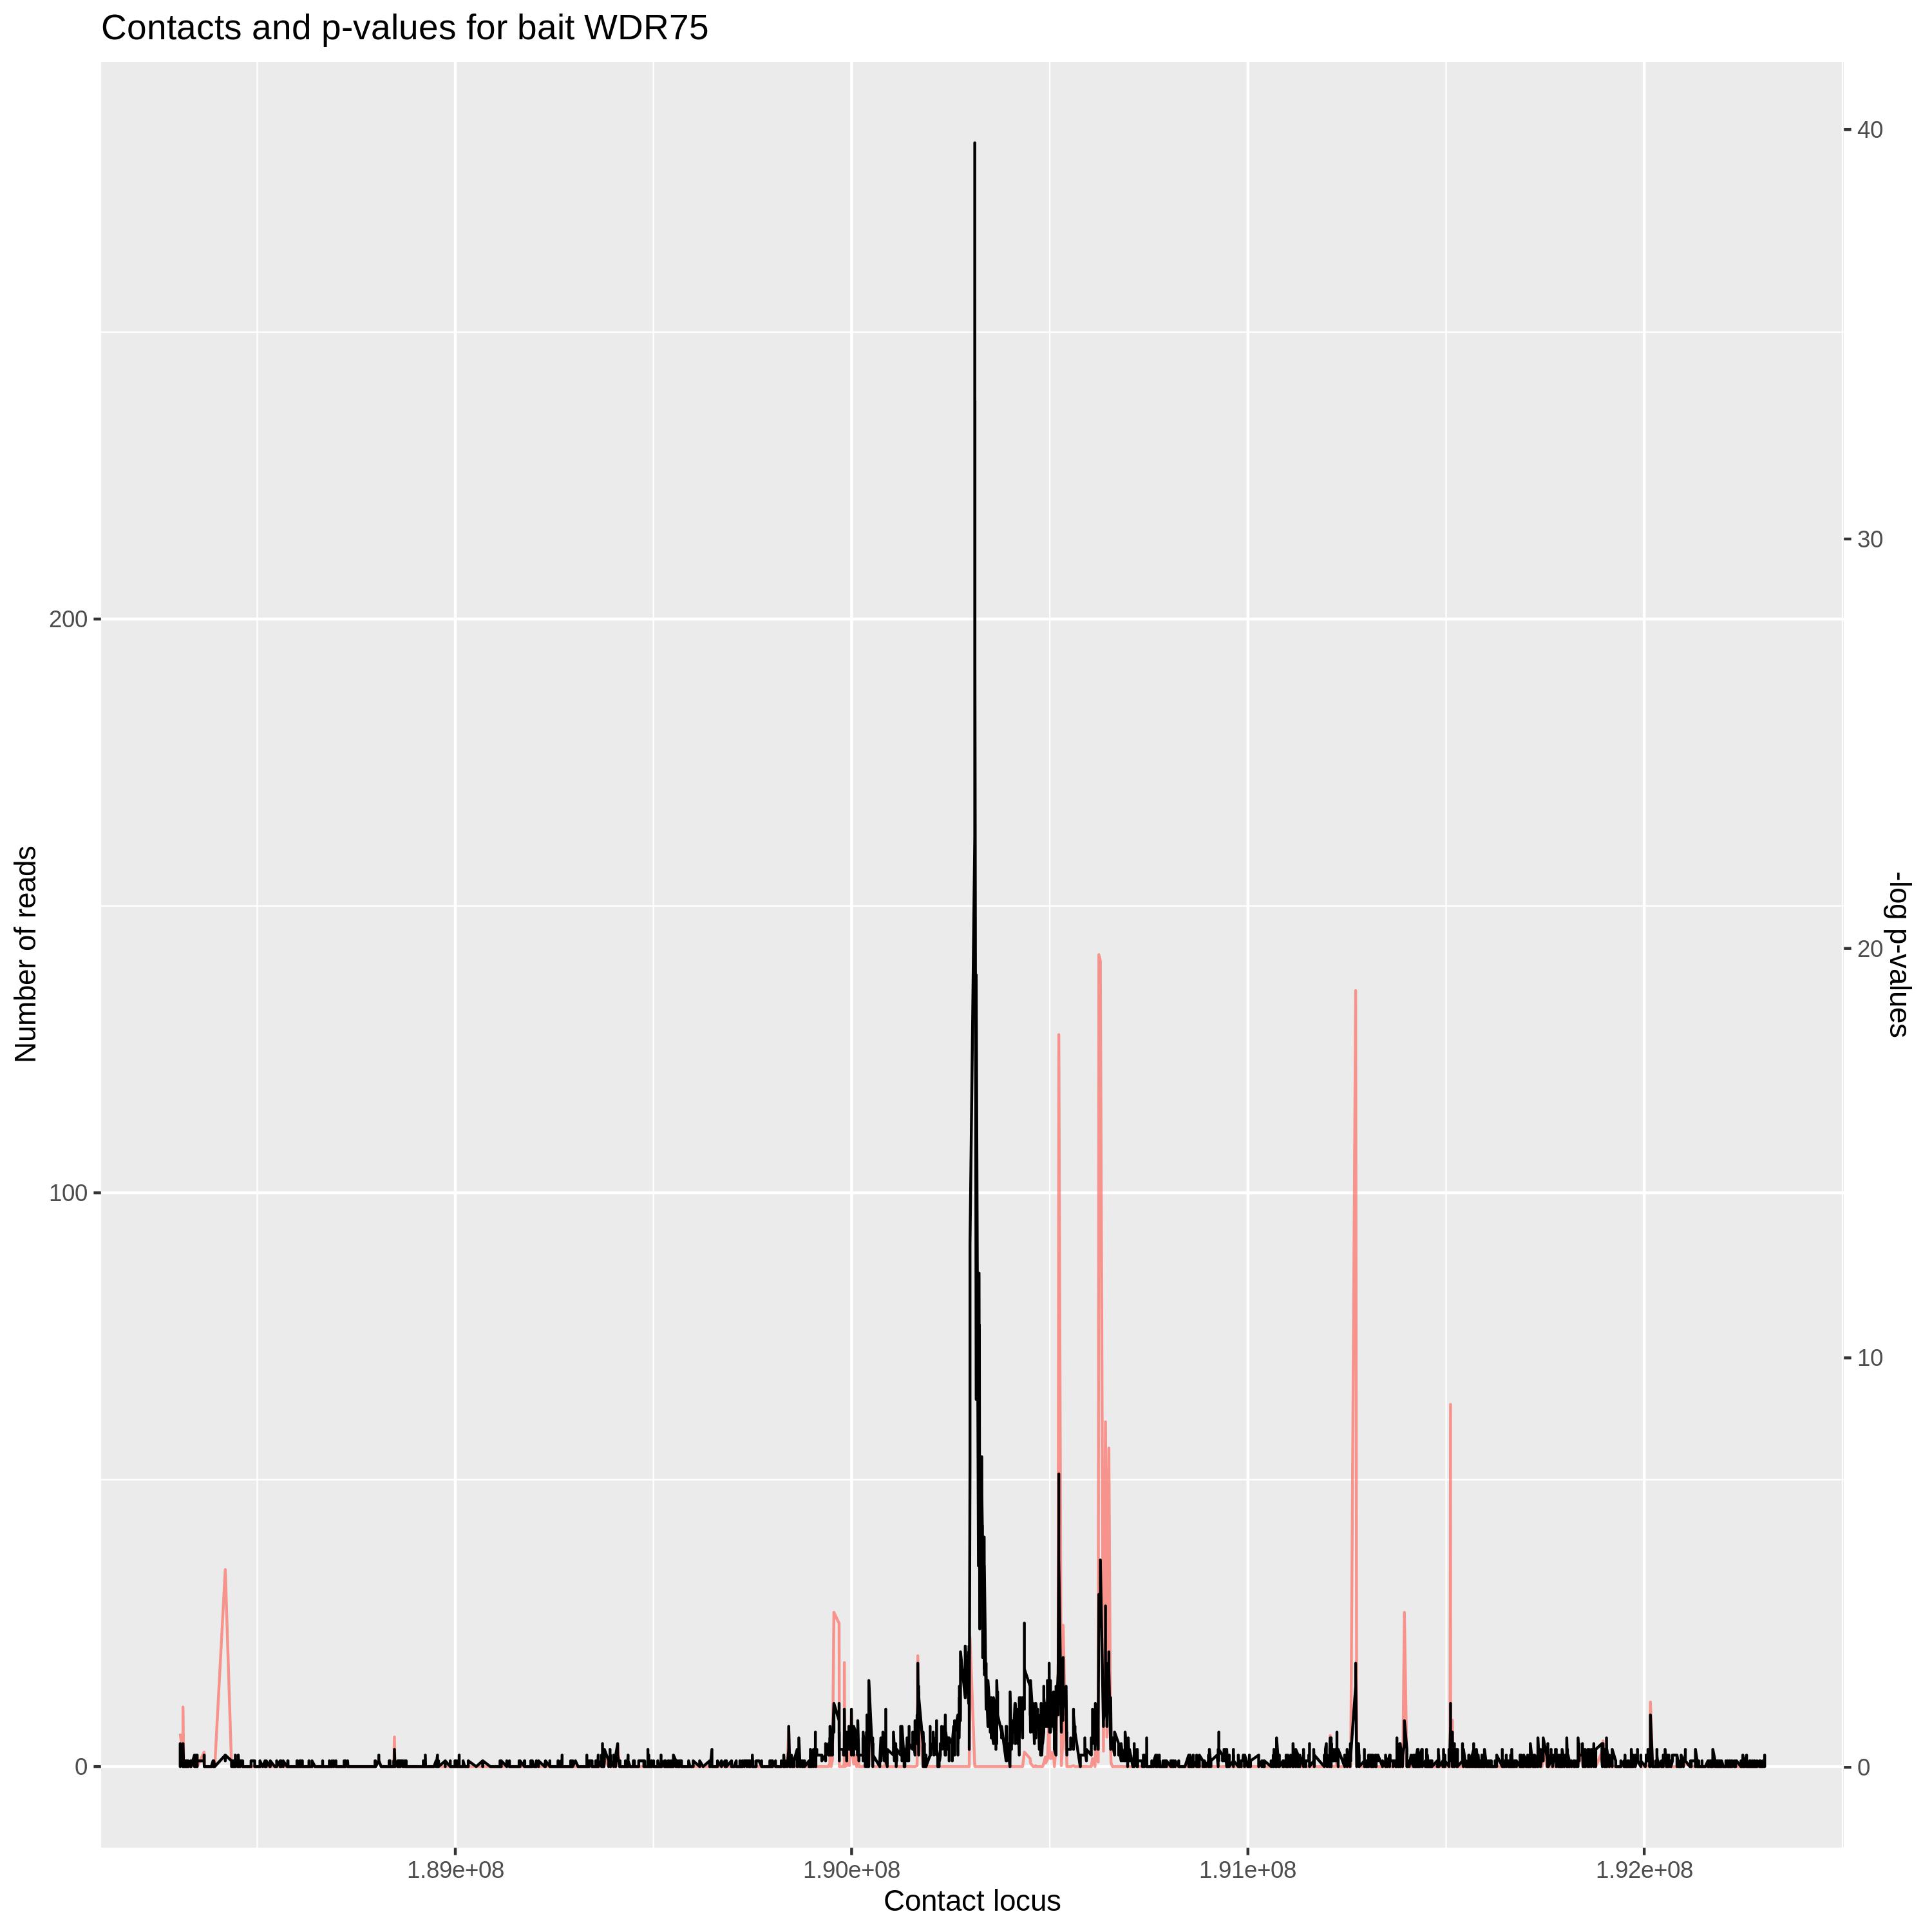 Contacts and p-values for bait WDR75
Number of reads
200
100
0
40
30
20
10
0
-log p-values
1.89e+08
1.90e+08
1.91e+08
1.92e+08
Contact locus